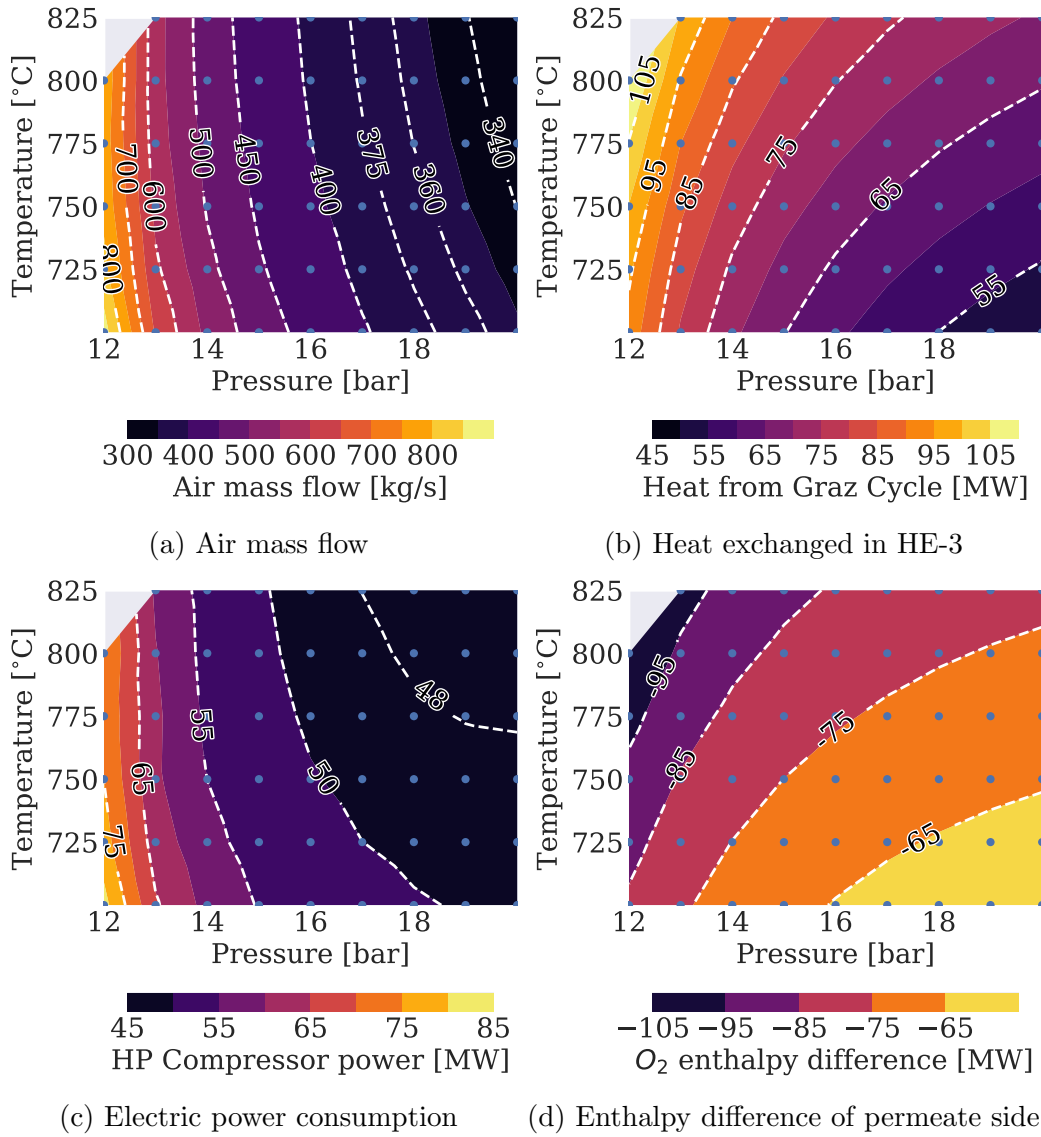 825
800
775
750
725
Temperature [°C]
800
700
600
500
450
400
375
360
340
12 14 16 18
Pressure [bar]
300 400 500 600 700 800
Air mass flow [kg/s]
(a) Air mass flow
825
800
775
750
725
Temperature [°C]
105
95
85
75
65
55
12 14 16 18
Pressure [bar]
45 55 65 75 85 95 105
Heat from Graz Cycle [MW]
(b) Heat exchanged in HE-3
825
800
775
750
725
Temperature [°C]
75
65
55
50
48
12 14 16 18
Pressure [bar]
45 55 65 75 85
HP Compressor power [MW]
(c) Electric power consumption
825
800
775
750
725
Temperature [°C]
-95
-85
-75
-65
12 14 16 18
Pressure [bar]
−105 −95 −85 −75 −65
O₂ enthalpy difference [MW]
(d) Enthalpy difference of permeate side